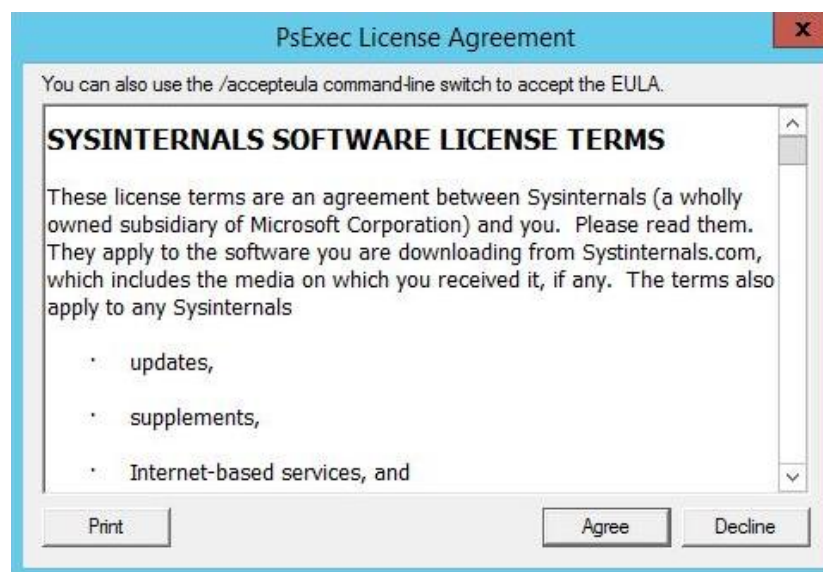 PsExec License Agreement
x
You can also use the /accepteula command-line switch to accept the EULA.
SYSINTERNALS SOFTWARE LICENSE TERMS
These license terms are an agreement between Sysinternals (a wholly
owned subsidiary of Microsoft Corporation) and you.  Please read them.
They apply to the software you are downloading from Systinternals.com,
which includes the media on which you received it, if any.  The terms also
apply to any Sysinternals
· updates,
· supplements,
· Internet-based services, and
Print
Agree
Decline